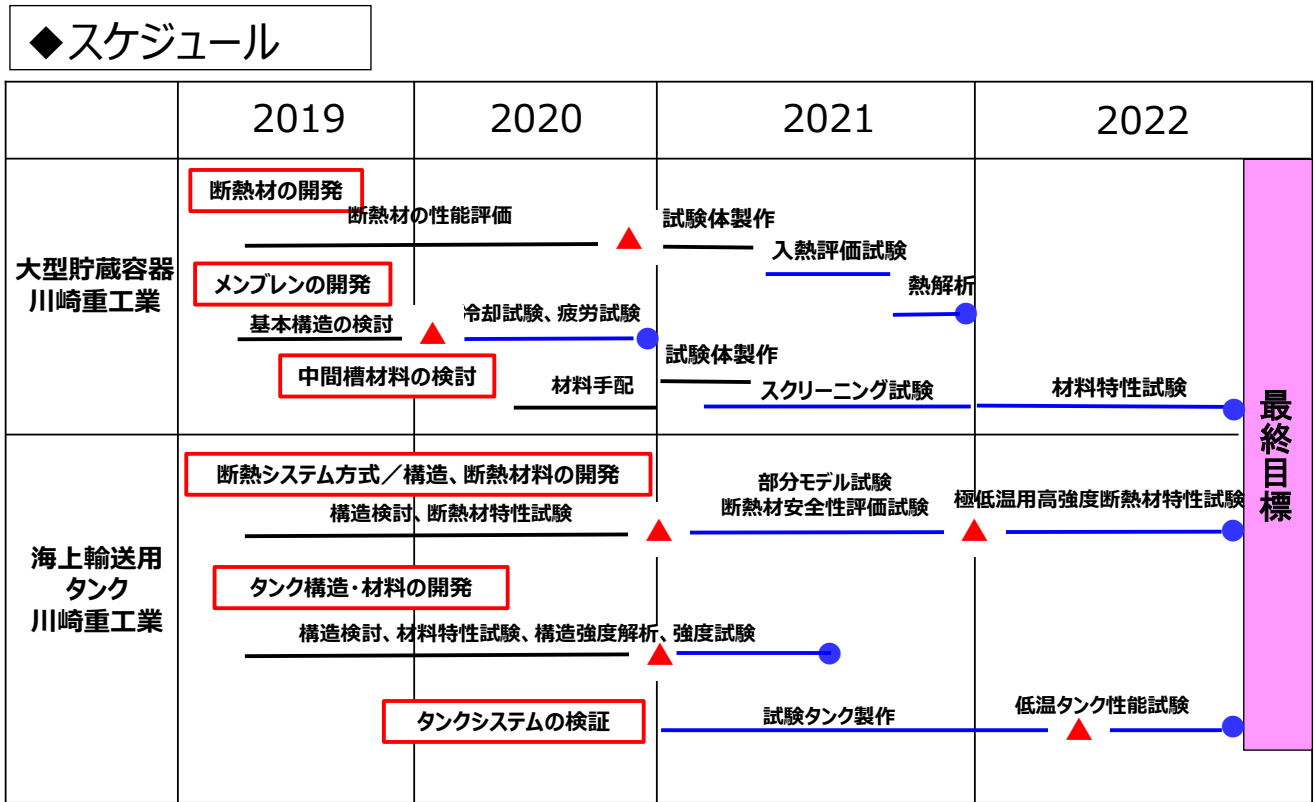 ◆スケジュール
2019
2020
2021
2022
大型貯蔵容器
川崎重工業
断熱材の開発
断熱材の性能評価
試験体製作
入熱評価試験
熱解析
メンブレンの開発
基本構造の検討
冷却試験、疲労試験
中間槽材料の検討
材料手配
試験体製作
スクリーニング試験
材料特性試験
海上輸送用
タンク
川崎重工業
断熱システム方式/構造、断熱材料の開発
構造検討、断熱材特性試験
部分モデル試験
断熱材安全性評価試験
極低温用高強度断熱材特性試験
タンク構造・材料の開発
構造検討、材料特性試験、構造強度解析、強度試験
タンクシステムの検証
試験タンク製作
低温タンク性能試験
最終目標